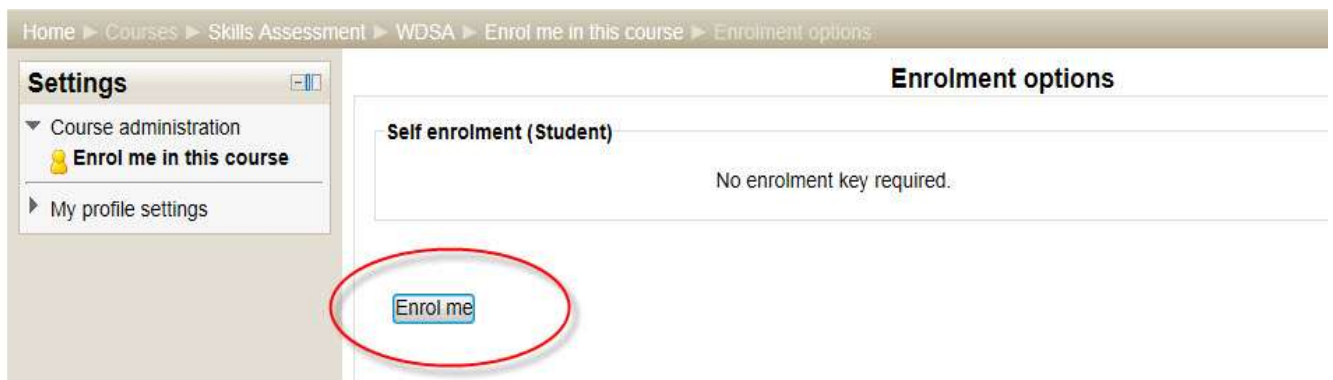 Home ► Courses ► Skills Assessment ► WDSA ► Enrol me in this course ► Enrolment options
Settings
Course administration
Enrol me in this course
My profile settings
Enrolment options
Self enrolment (Student)
No enrolment key required.
Enrol me